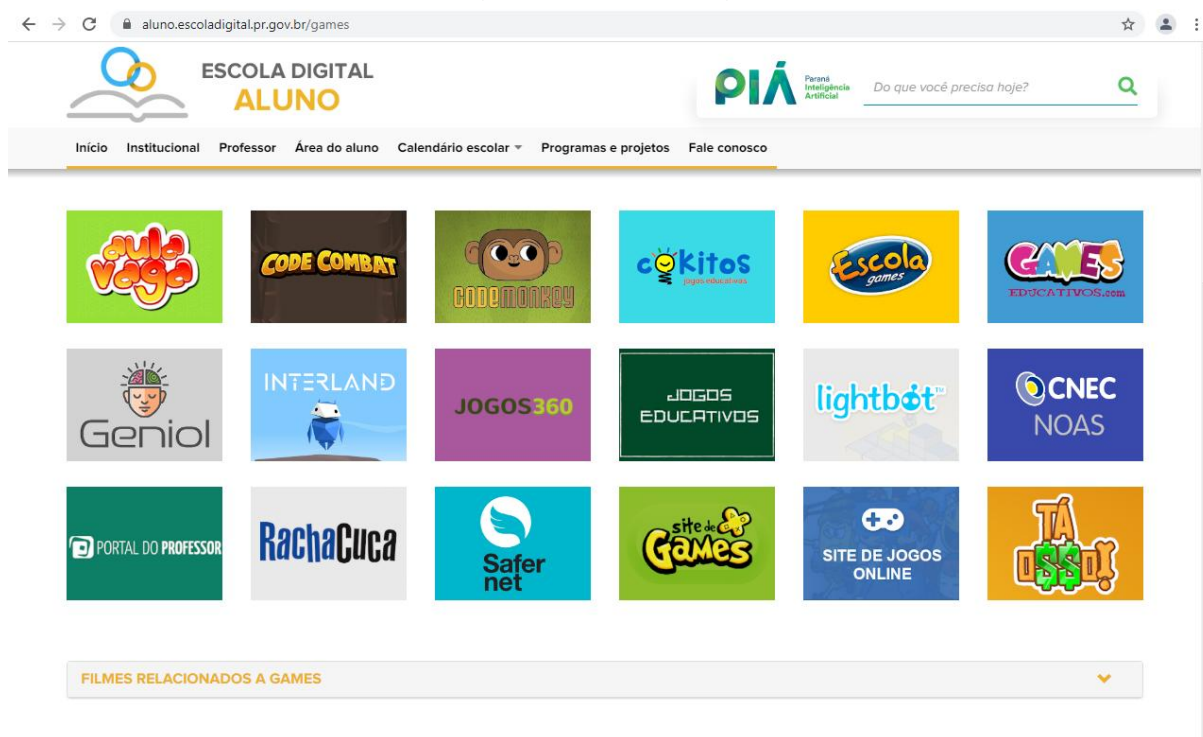 aluno.escoladigital.pr.gov.br/games
ESCOLA DIGITAL
ALUNO
PIÁ
Paraná
Inteligência
Artificial
Do que você precisa hoje?
Início Institucional Professor Área do aluno Calendário escolar Programas e projetos Fale conosco
aula
vaga
CODE COMBAT
CODEMONKEY
cokitos
jogos educativos
Escola
games
GAMES
EDUCATIVOS.com
Geniol
INTERLAND
JOGOS360
JOGOS
EDUCATIVOS
lightbot™
CNEC
NOAS
PORTAL DO PROFESSOR
RachaCuca
Safer
net
site de
Games
SITE DE JOGOS
ONLINE
TÁ
O$$O!
FILMES RELACIONADOS A GAMES